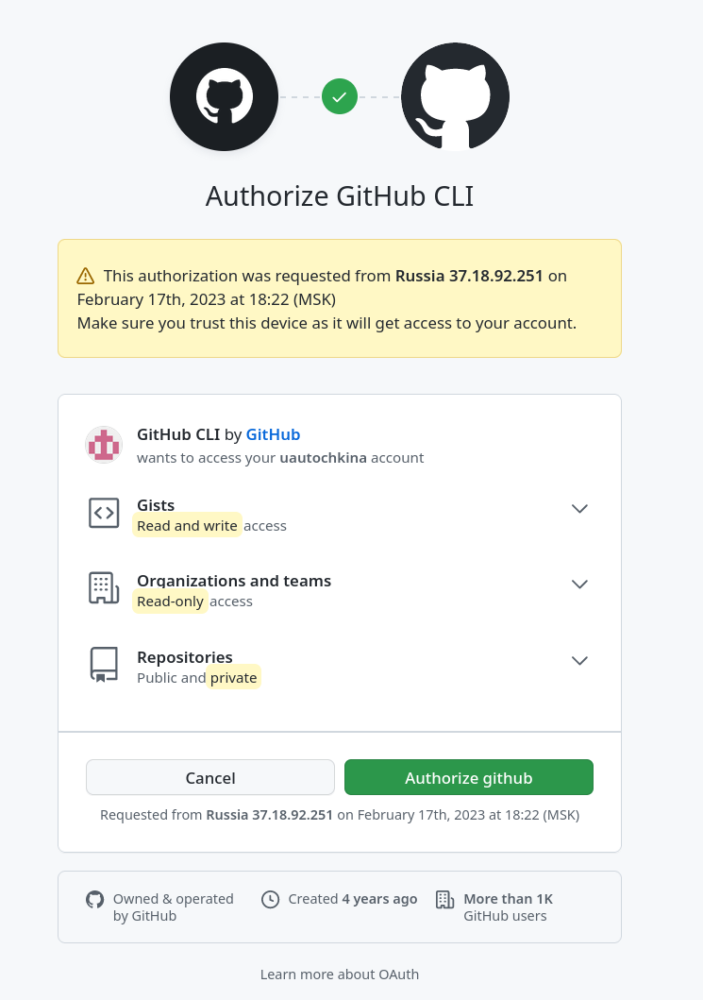 Authorize GitHub CLI
This authorization was requested from Russia 37.18.92.251 on
February 17th, 2023 at 18:22 (MSK)
Make sure you trust this device as it will get access to your account.
GitHub CLI by GitHub
wants to access your uautochkina account
Gists
Read and write access
Organizations and teams
Read-only access
Repositories
Public and private
Cancel
Authorize github
Requested from Russia 37.18.92.251 on February 17th, 2023 at 18:22 (MSK)
Owned & operated
by GitHub
Created 4 years ago
More than 1K
GitHub users
Learn more about OAuth